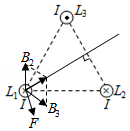 I L₃
B₂
L₁ I
I L₂
B₃
F